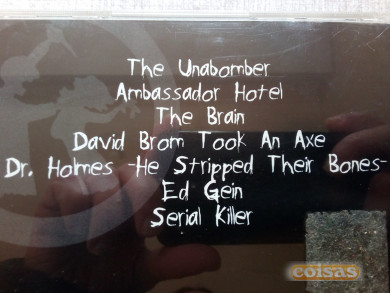 The Unabomber
Ambassador Hotel
The Brain
David Brom Took An Axe
Dr. Holmes -He Stripped Their Bones-
Ed Gein
Serial Killer
coisas